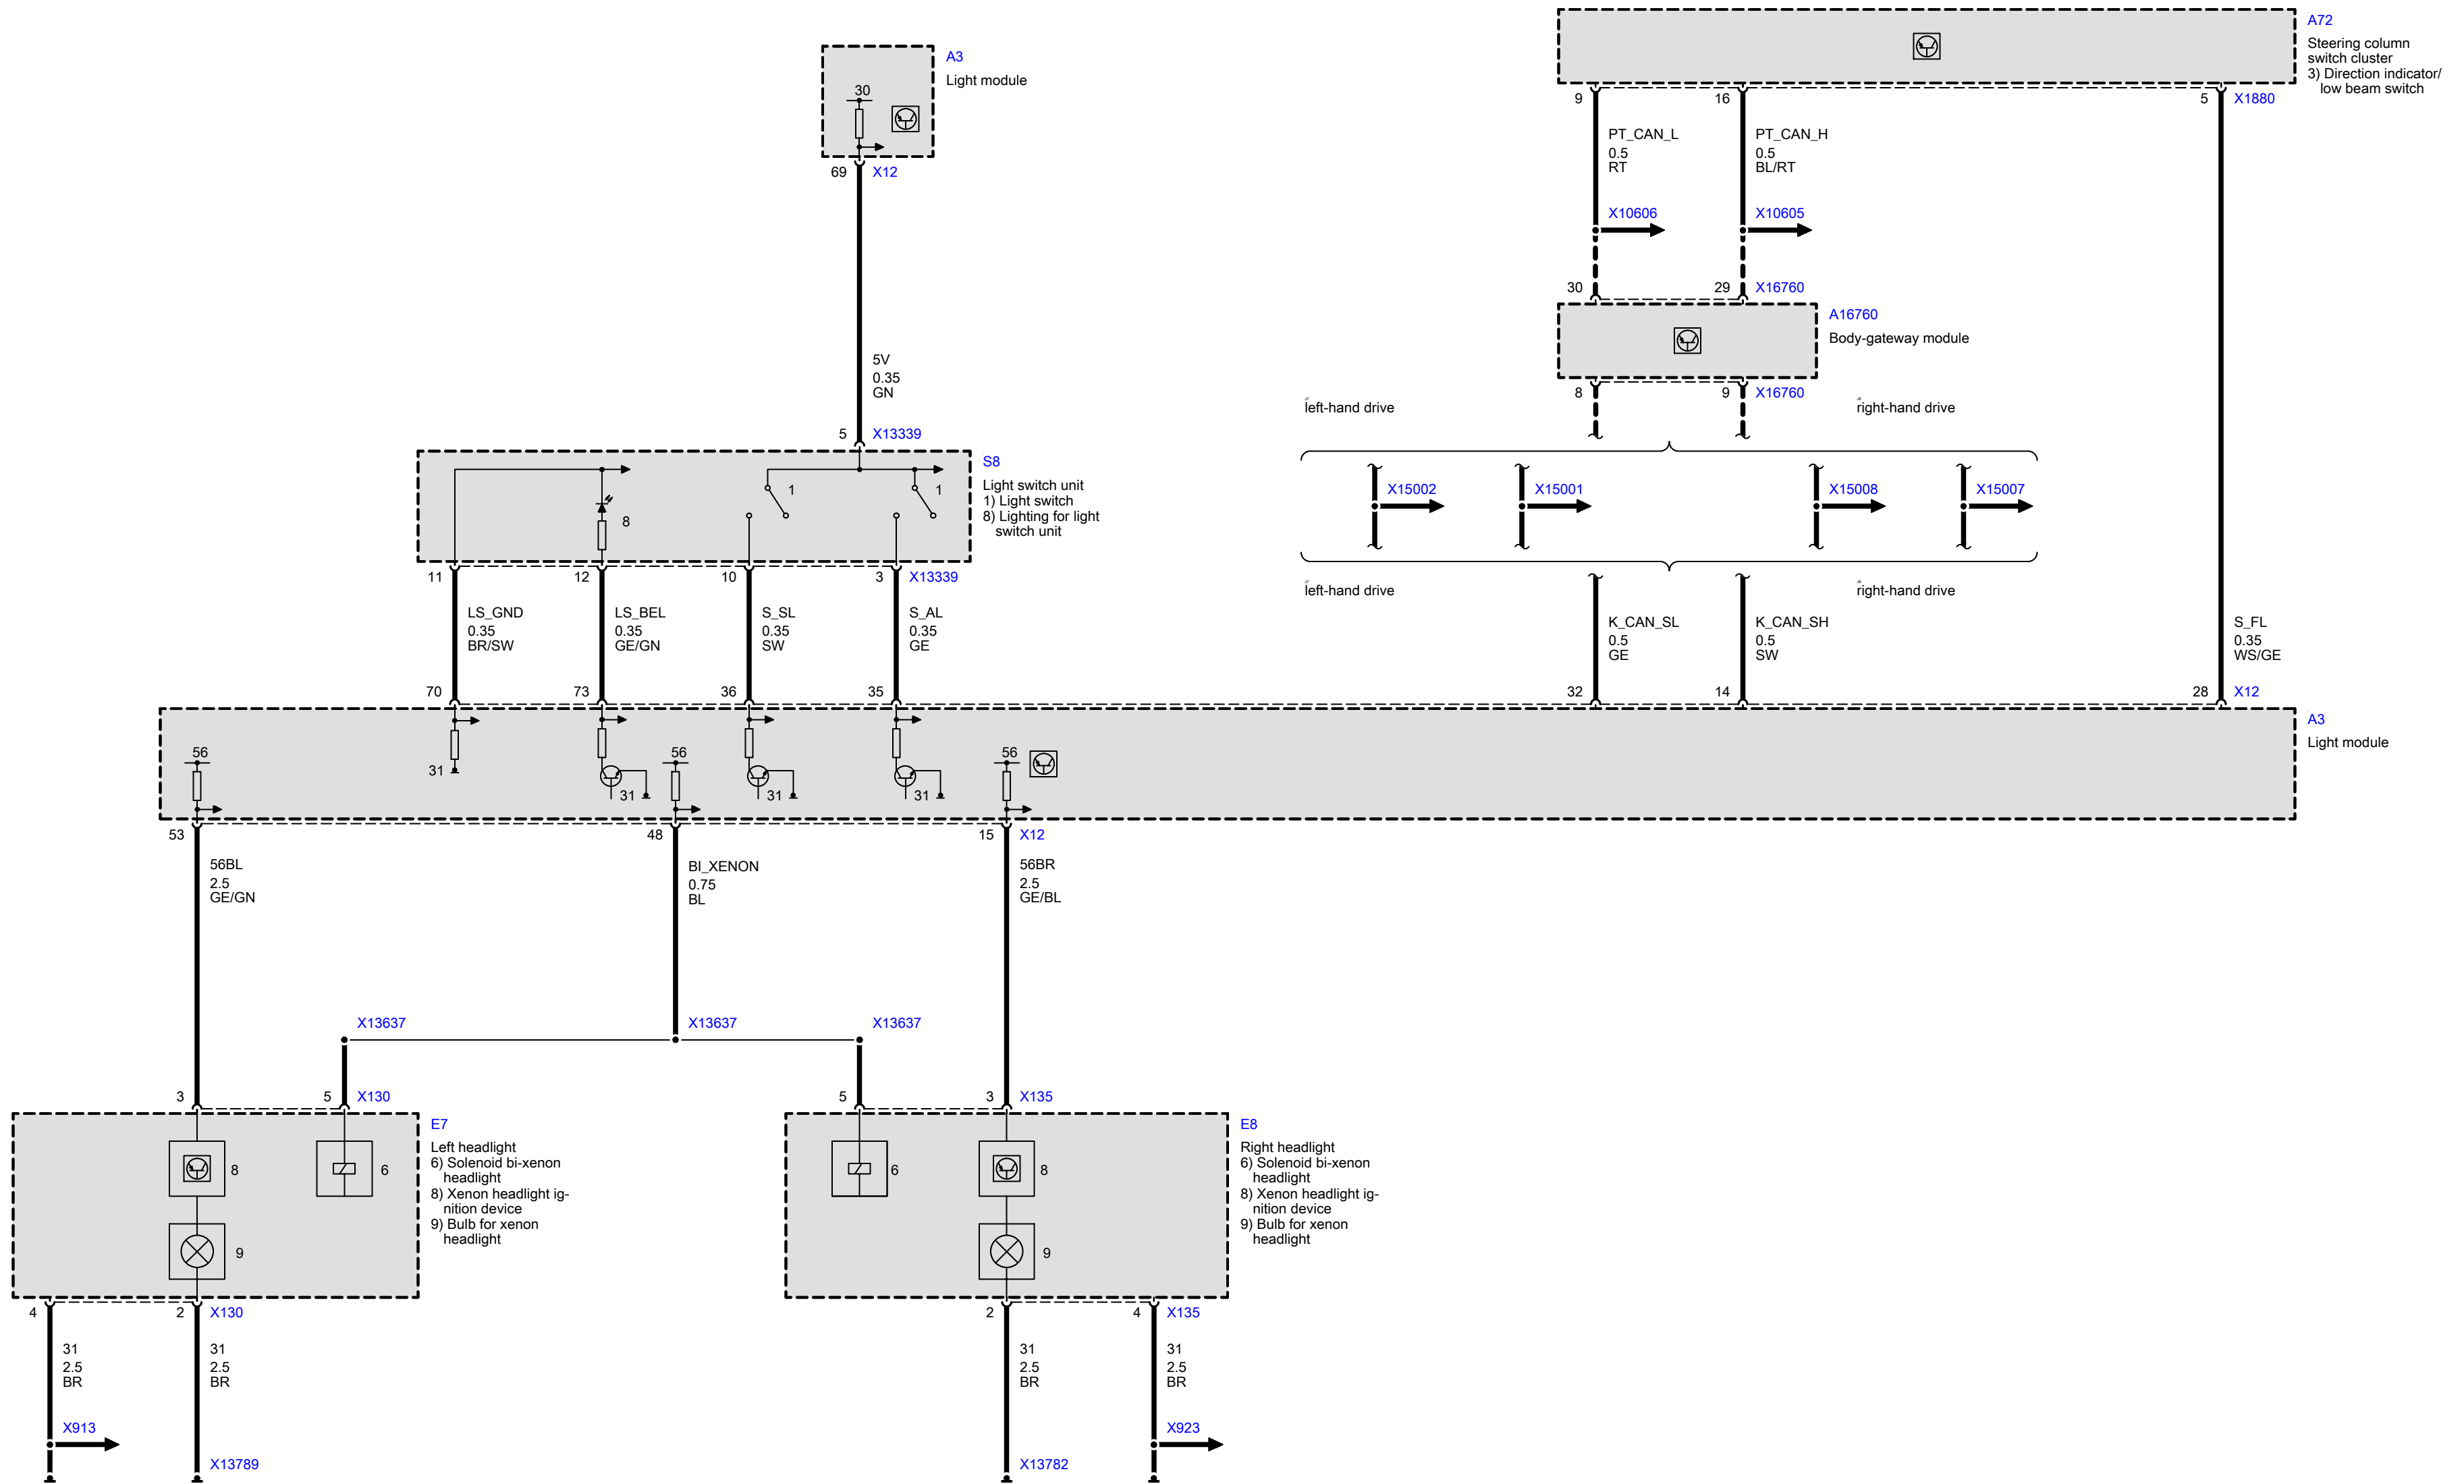 A72
Steering column
switch cluster
3) Direction indicator/
low beam switch
A3
Light module
30
9
16
5
X1880
69
X12
PT_CAN_L
0.5
RT
PT_CAN_H
0.5
BL/RT
X10606
X10605
30
29
X16760
A16760
Body-gateway module
5V
0.35
GN
8
9
X16760
left-hand drive
right-hand drive
5
X13339
S8
Light switch unit
1) Light switch
8) Lighting for light
switch unit
1
1
8
X15002
X15001
X15008
X15007
11
12
10
3
X13339
left-hand drive
right-hand drive
LS_GND
0.35
BR/SW
LS_BEL
0.35
GE/GN
S_SL
0.35
SW
S_AL
0.35
GE
K_CAN_SL
0.5
GE
K_CAN_SH
0.5
SW
S_FL
0.35
WS/GE
70
73
36
35
32
14
28
X12
A3
Light module
56
31
31
56
31
31
56
53
48
15
X12
56BL
2.5
GE/GN
BI_XENON
0.75
BL
56BR
2.5
GE/BL
X13637
X13637
X13637
3
5
X130
5
3
X135
E7
Left headlight
6) Solenoid bi-xenon
headlight
8) Xenon headlight ig-
nition device
9) Bulb for xenon
headlight
8
6
9
E8
Right headlight
6) Solenoid bi-xenon
headlight
8) Xenon headlight ig-
nition device
9) Bulb for xenon
headlight
6
8
9
4
2
X130
2
4
X135
31
2.5
BR
31
2.5
BR
31
2.5
BR
31
2.5
BR
X913
X13789
X13782
X923